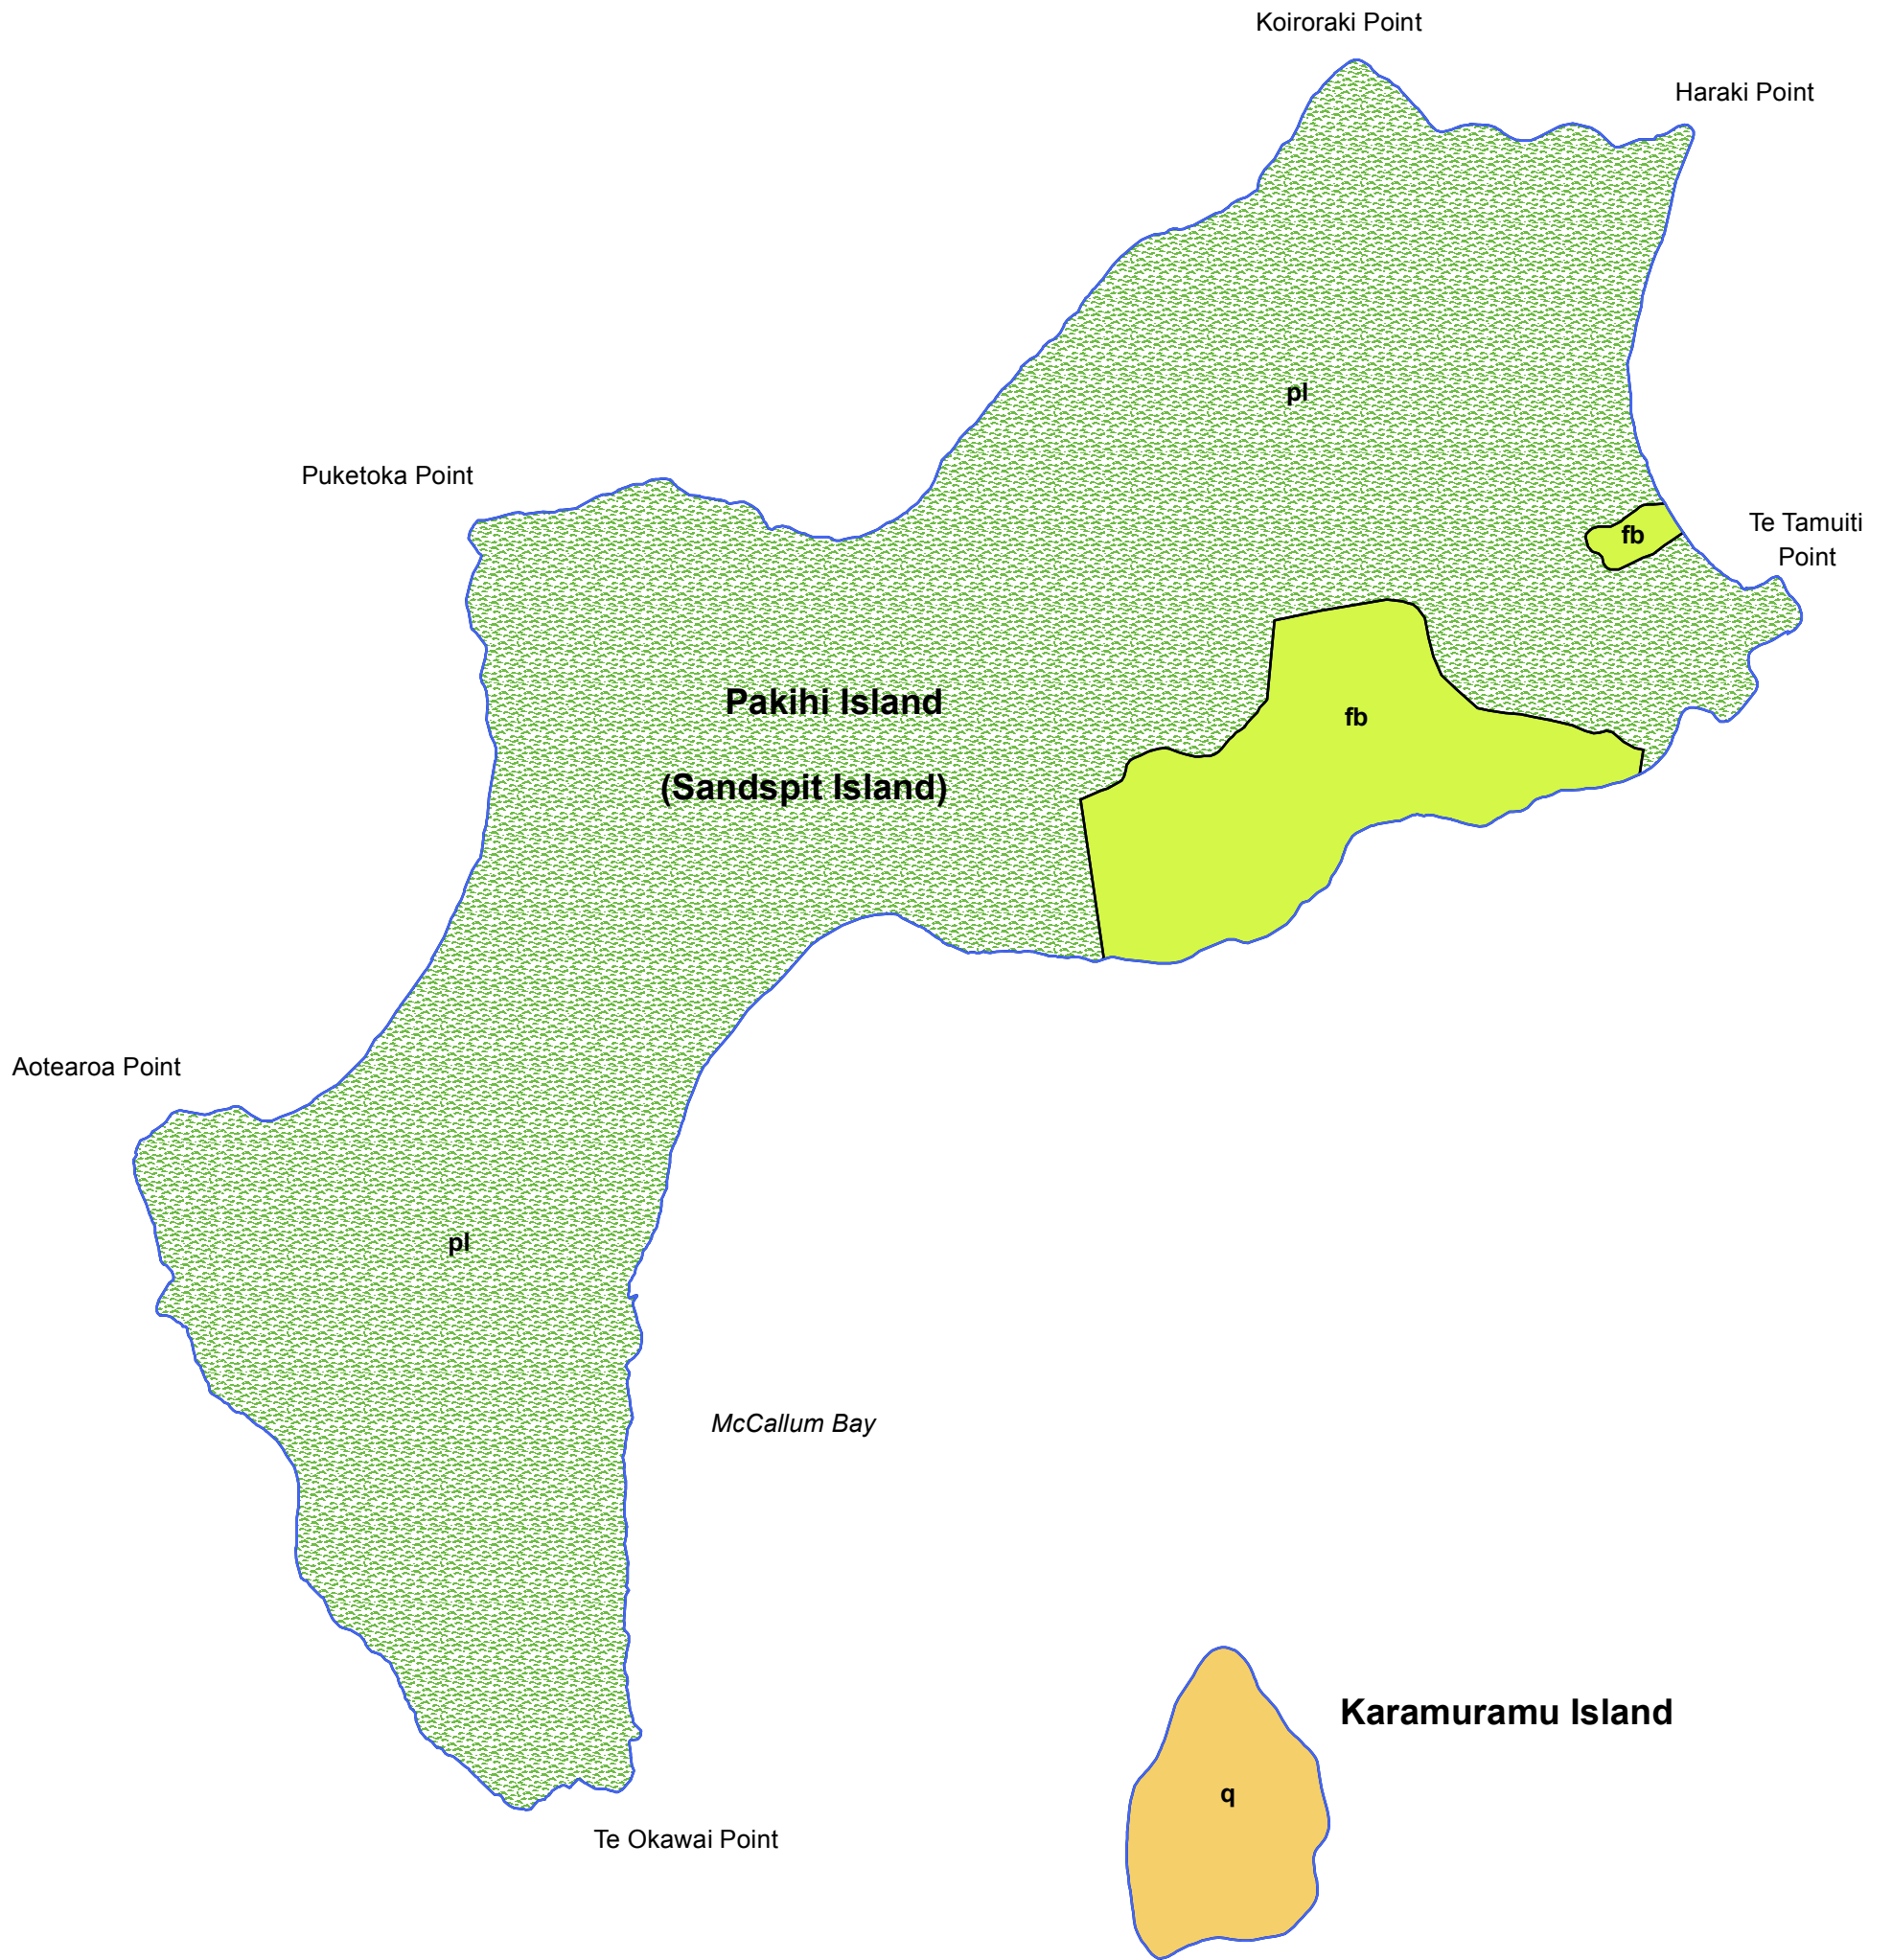 Koiroraki Point
Haraki Point
pl
Puketoka Point
Te Tamuiti
Point
fb
Pakihi Island
fb
(Sandspit Island)
Aotearoa Point
pl
McCallum Bay
Karamuramu Island
q
Te Okawai Point